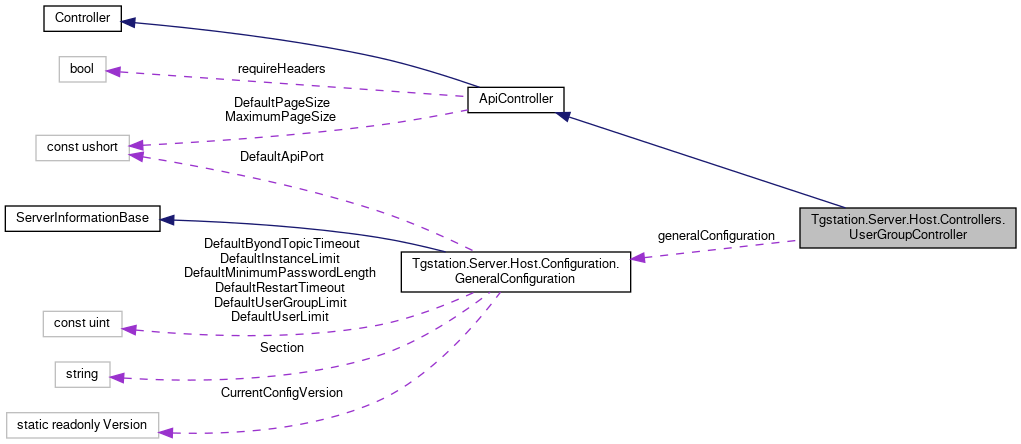 Controller
bool
requireHeaders
ApiController
DefaultPageSize
MaximumPageSize
const ushort
DefaultApiPort
ServerInformationBase
Tgstation.Server.Host.Controllers.
UserGroupController
generalConfiguration
DefaultByondTopicTimeout
DefaultInstanceLimit
DefaultMinimumPasswordLength
DefaultRestartTimeout
DefaultUserGroupLimit
DefaultUserLimit
Tgstation.Server.Host.Configuration.
GeneralConfiguration
const uint
Section
string
CurrentConfigVersion
static readonly Version